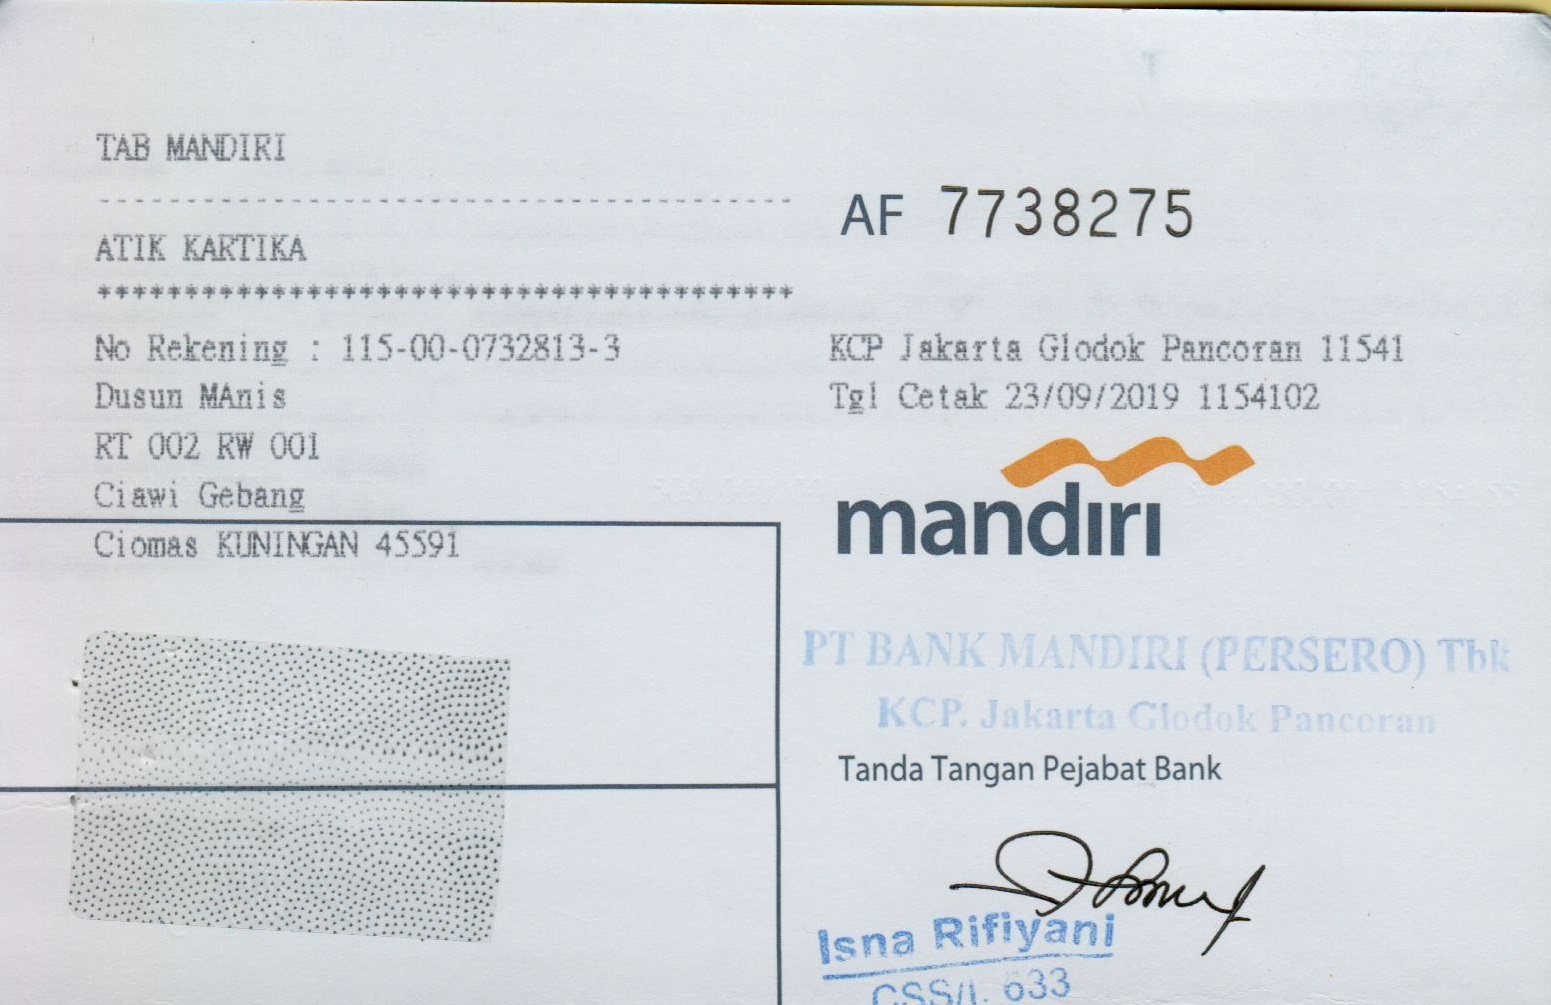 TAB MANDIRI
----------------------------------------
AF 7738275
ATIK KARTIKA
****************************************
No Rekening : 115-00-0732813-3
KCP Jakarta Glodok Pancoran 11541
Dusun MAnis
Tgl Cetak 23/09/2019 1154102
RT 002 RW 001
Ciawi Gebang
mandırı
Ciomas KUNINGAN 45591
PT BANK MANDIRI (PERSERO) Tbk
KCP. Jakarta Glodok Pancoran
Tanda Tangan Pejabat Bank
Isna Rifiyani
CSS/I. 633